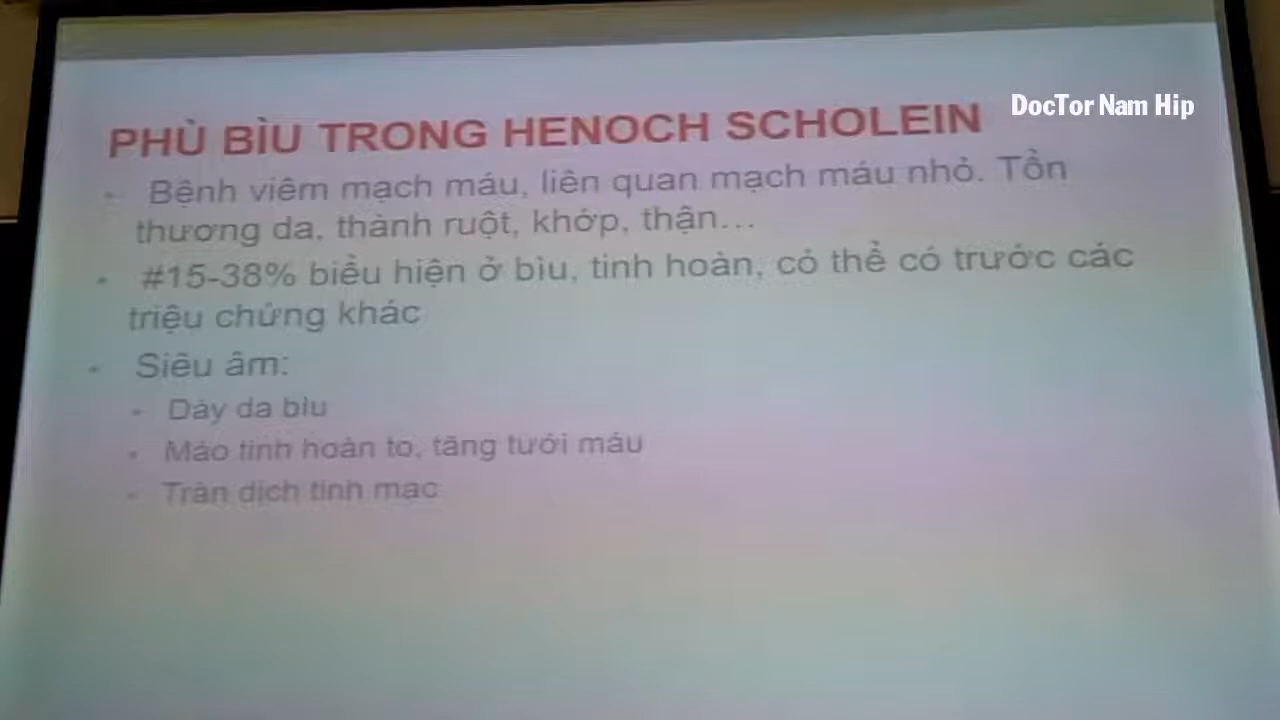 DocTor Nam Hip
PHÙ BÌU TRONG HENOCH SCHOLEIN
Bệnh viêm mạch máu, liên quan mạch máu nhỏ. Tổn
thương da, thành ruột, khớp, thận...
#15-38% biểu hiện ở bìu, tinh hoàn, có thể có trước các
triệu chứng khác
Siêu âm:
Dày da bìu
Mào tinh hoàn to, tăng tưới máu
Tràn dịch tinh mạc